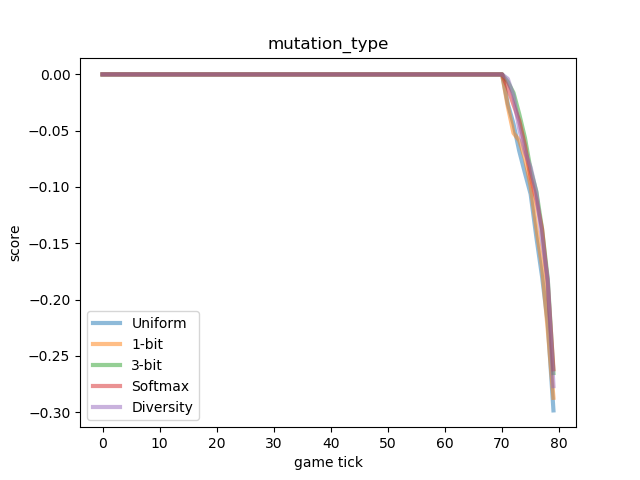 mutation_type
score
0.00
−0.05
−0.10
−0.15
−0.20
−0.25
−0.30
Uniform
1-bit
3-bit
Softmax
Diversity
0 10 20 30 40 50 60 70 80
game tick